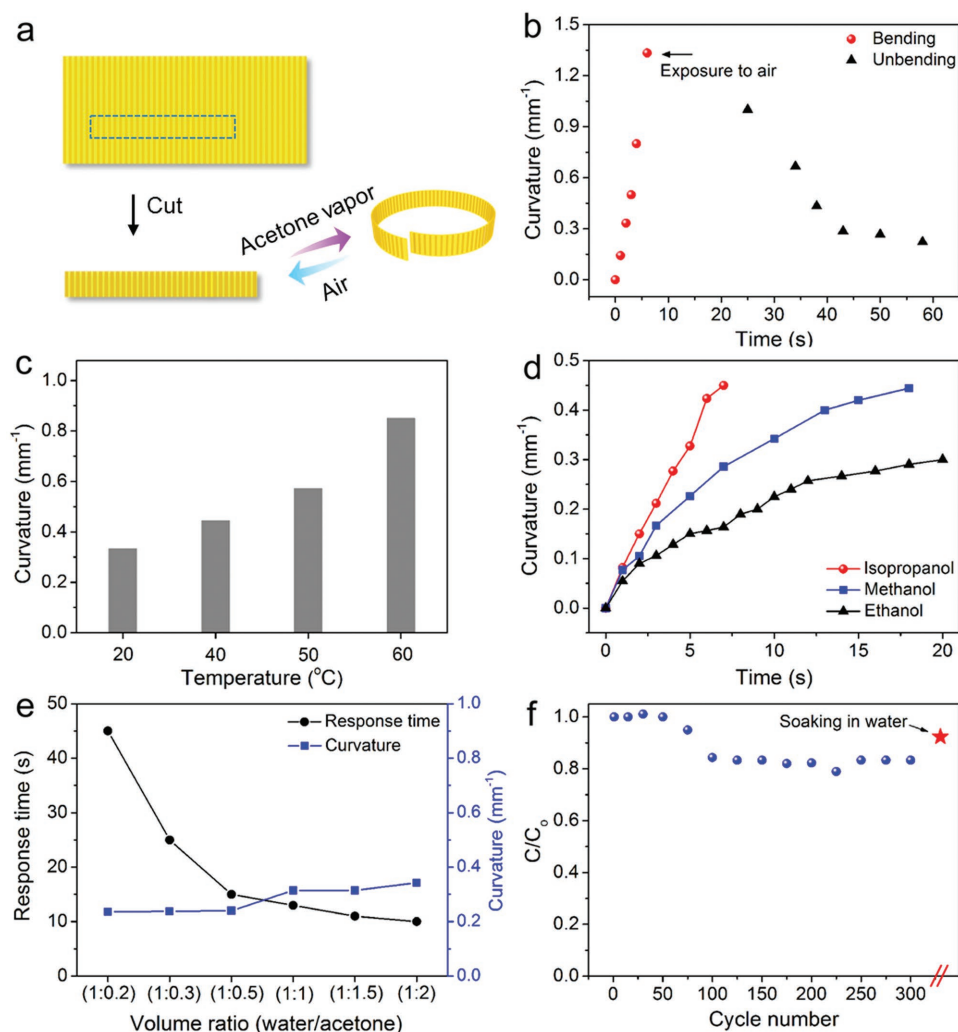 a
Cut
Acetone vapor
Air
b
Curvature (mm-1)
1.5
1.2
0.9
0.6
0.3
0.0
Bending
Unbending
Exposure to air
0 10 20 30 40 50 60
Time (s)
c
Curvature (mm-1)
1.0
0.8
0.6
0.4
0.2
0.0
20 40 50 60
Temperature (oC)
d
Curvature (mm-1)
0.5
0.4
0.3
0.2
0.1
0.0
Isopropanol
Methanol
Ethanol
0 5 10 15 20
Time (s)
e
Response time (s)
50
40
30
20
10
0
Response time
Curvature
1.0
0.8
0.6
0.4
0.2
0.0
Curvature (mm-1)
(1:0.2) (1:0.3) (1:0.5) (1:1) (1:1.5) (1:2)
Volume ratio (water/acetone)
f
C/Co
1.0
0.8
0.6
0.4
0.2
0.0
Soaking in water
0 50 100 150 200 250 300
Cycle number